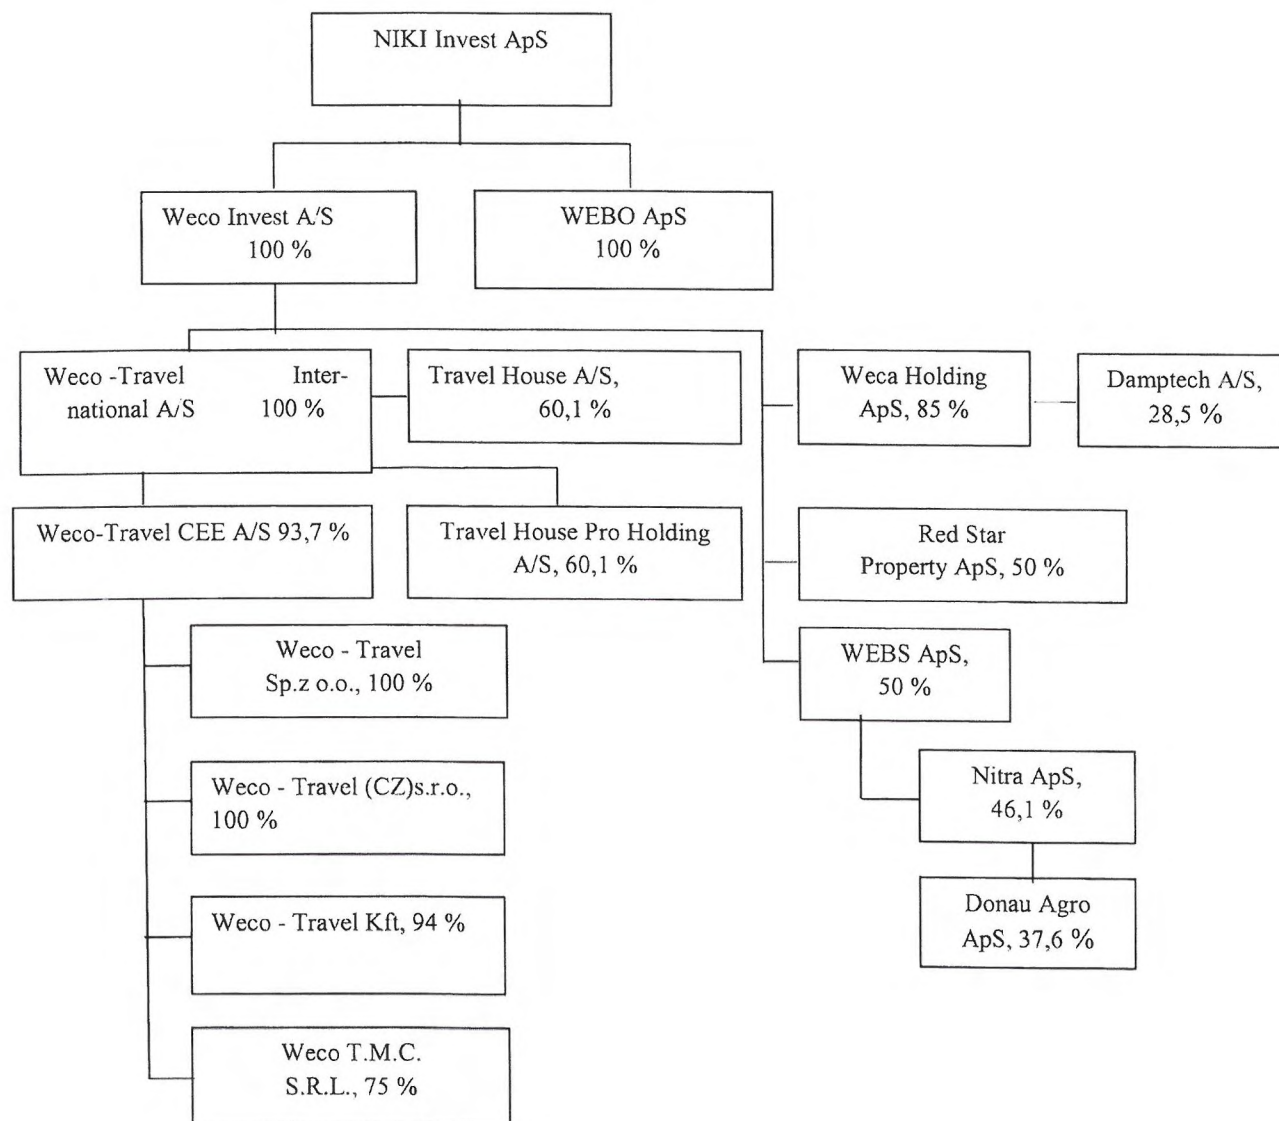 NIKI Invest ApS
Weco Invest A/S
100 %
WEBO ApS
100 %
Weco -Travel Inter-
national A/S 100 %
Travel House A/S,
60,1 %
Weca Holding
ApS, 85 %
Damptech A/S,
28,5 %
Weco-Travel CEE A/S 93,7 %
Travel House Pro Holding
A/S, 60,1 %
Red Star
Property ApS, 50 %
Weco - Travel
Sp.z o.o., 100 %
WEBS ApS,
50 %
Weco - Travel (CZ)s.r.o.,
100 %
Nitra ApS,
46,1 %
Weco - Travel Kft, 94 %
Donau Agro
ApS, 37,6 %
Weco T.M.C.
S.R.L., 75 %